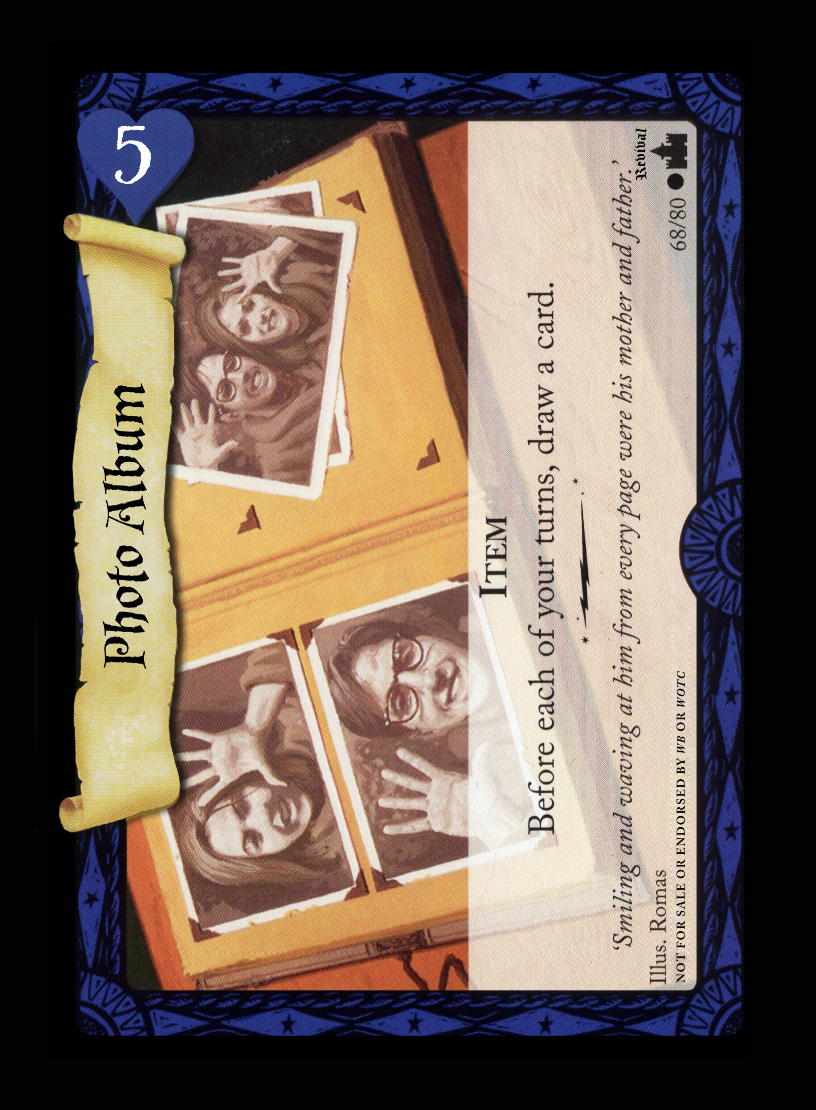 Photo Album
5
ITEM
Before each of your turns, draw a card.
‘Smiling and waving at him from every page were his mother and father.’
Illus. Romas
Revival
NOT FOR SALE OR ENDORSED BY WB OR WOTC
68/80